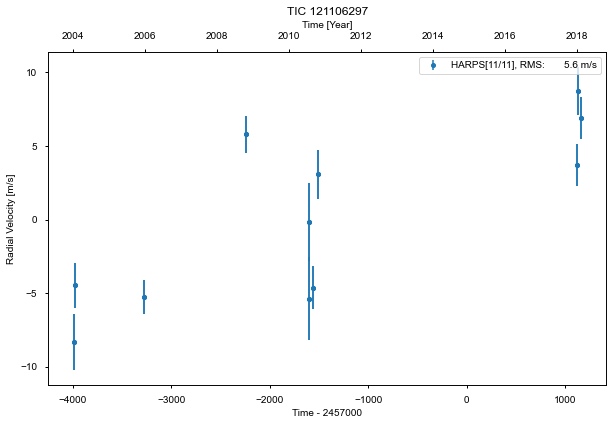 TIC 121106297
Time [Year]
2004 2006 2008 2010 2012 2014 2016 2018
HARPS[11/11], RMS: 5.6 m/s
10
5
0
−5
−10
Radial Velocity [m/s]
−4000 −3000 −2000 −1000 0 1000
Time - 2457000